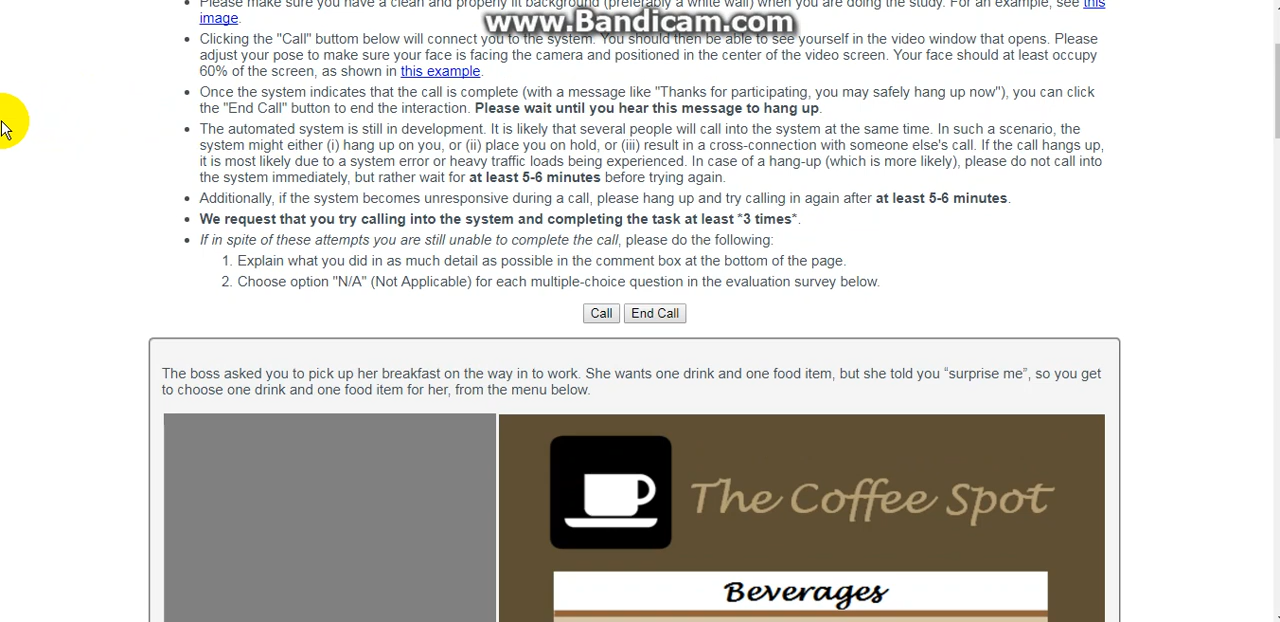 Please make sure you have a clean and properly lit background (preferably a white wall) when you are doing the study. For an example, see this
image.
www.Bandicam.com
Clicking the "Call" buttom below will connect you to the system. You should then be able to see yourself in the video window that opens. Please
adjust your pose to make sure your face is facing the camera and positioned in the center of the video screen. Your face should at least occupy
60% of the screen, as shown in this example.
Once the system indicates that the call is complete (with a message like "Thanks for participating, you may safely hang up now"), you can click
the "End Call" button to end the interaction. Please wait until you hear this message to hang up.
The automated system is still in development. It is likely that several people will call into the system at the same time. In such a scenario, the
system might either (i) hang up on you, or (ii) place you on hold, or (iii) result in a cross-connection with someone else's call. If the call hangs up,
it is most likely due to a system error or heavy traffic loads being experienced. In case of a hang-up (which is more likely), please do not call into
the system immediately, but rather wait for at least 5-6 minutes before trying again.
Additionally, if the system becomes unresponsive during a call, please hang up and try calling in again after at least 5-6 minutes.
We request that you try calling into the system and completing the task at least *3 times*.
If in spite of these attempts you are still unable to complete the call, please do the following:
1. Explain what you did in as much detail as possible in the comment box at the bottom of the page.
2. Choose option "N/A" (Not Applicable) for each multiple-choice question in the evaluation survey below.
Call End Call
The boss asked you to pick up her breakfast on the way in to work. She wants one drink and one food item, but she told you “surprise me”, so you get
to choose one drink and one food item for her, from the menu below.
The Coffee Spot
Beverages